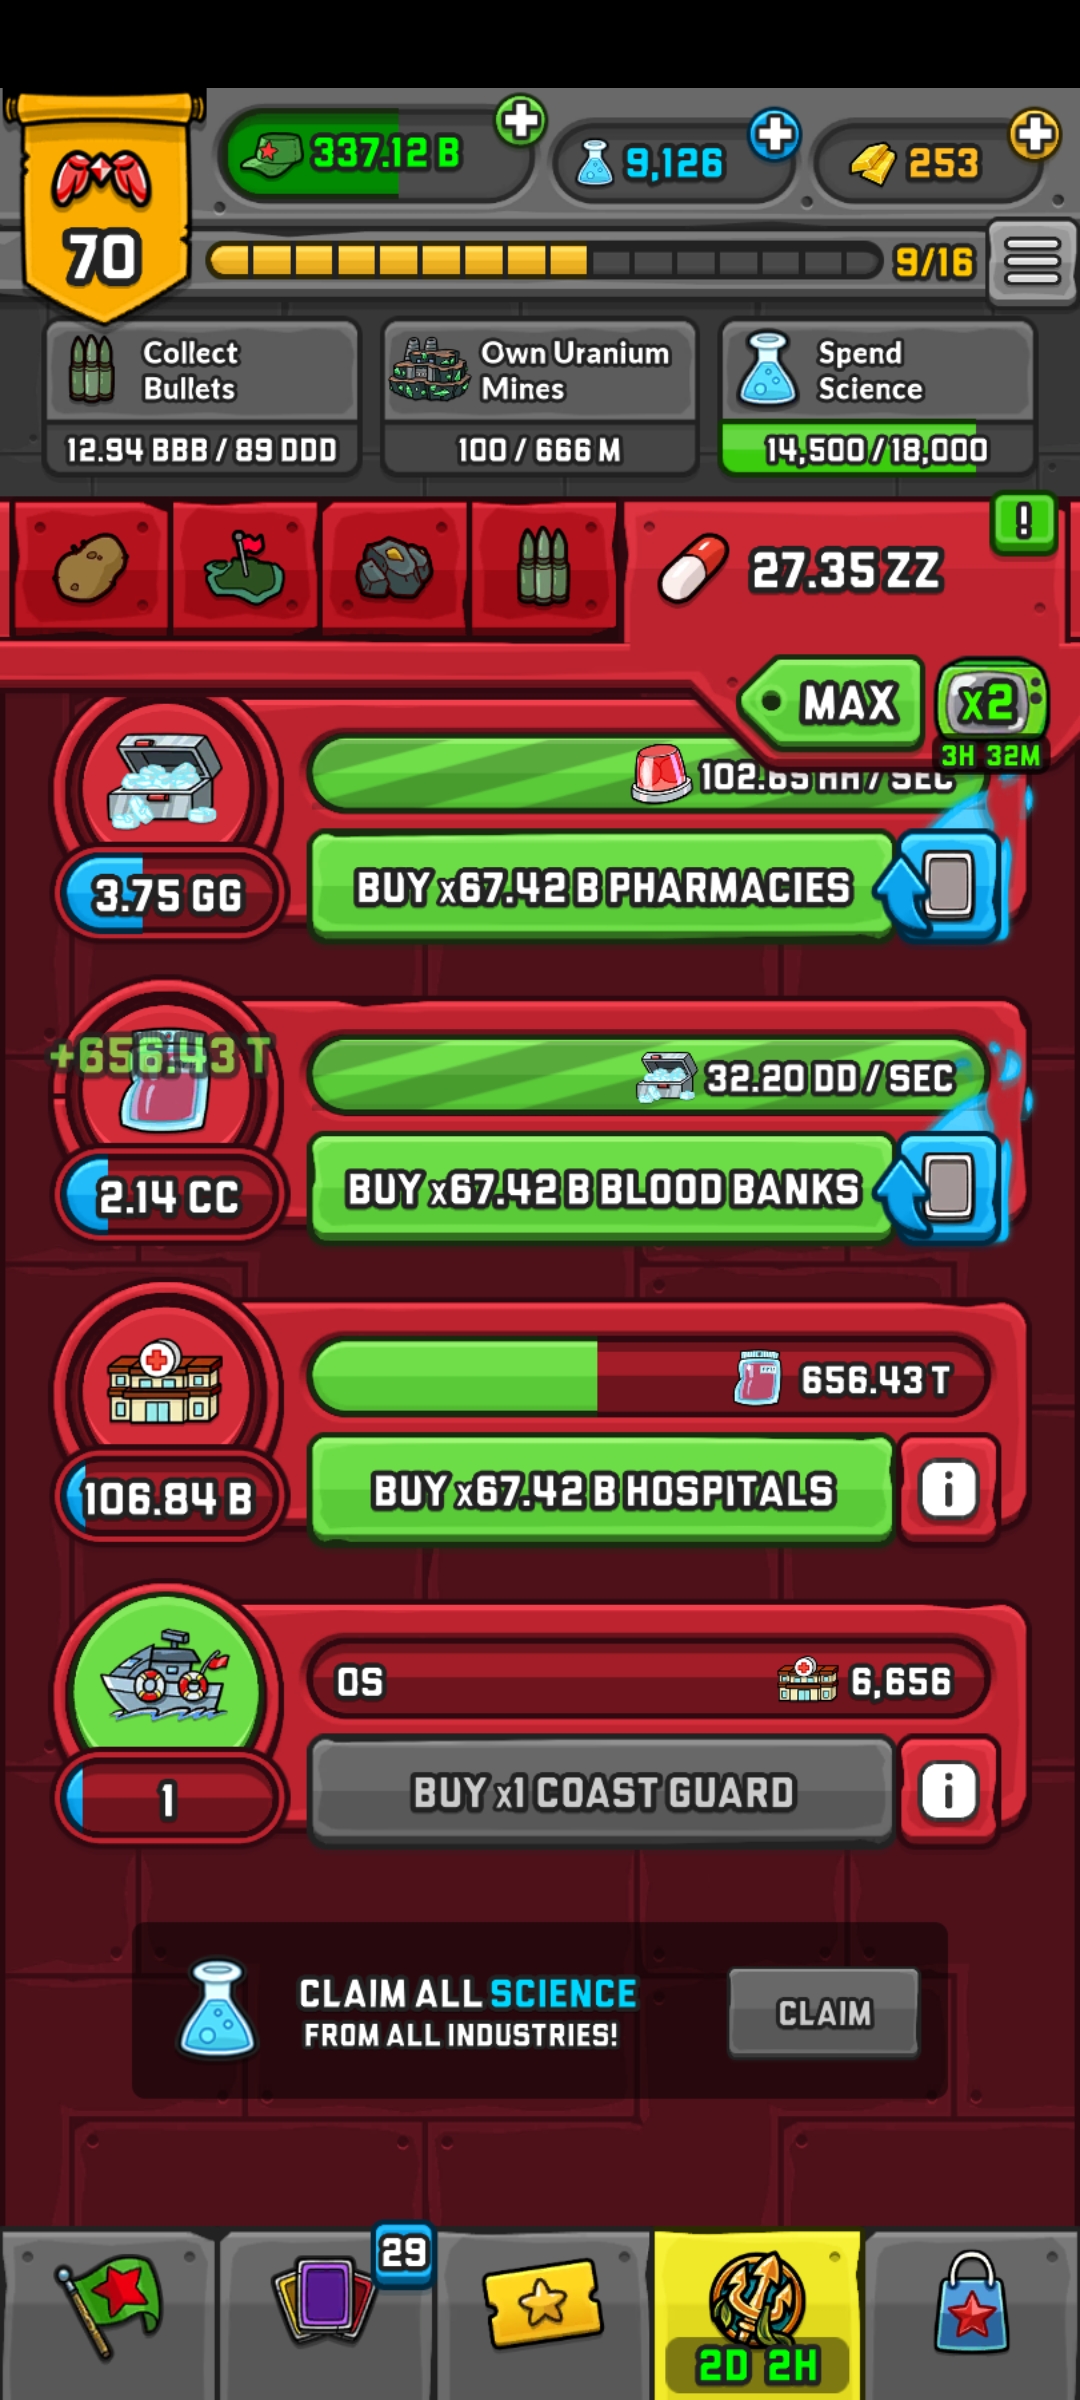 337.12 B
9,126
253
70
9/16
Collect
Bullets
12.94 BBB / 89 DDD
Own Uranium
Mines
100 / 666 M
Spend
Science
14,500/18,000
27.35 ZZ
!
MAX
x2
3H 32M
102.65 HH / SEC
3.75 GG
BUY x67.42 B PHARMACIES
+656.43 T
32.20 DD / SEC
2.14 CC
BUY x67.42 B BLOOD BANKS
656.43 T
106.84 B
BUY x67.42 B HOSPITALS
i
0S
6,656
1
BUY x1 COAST GUARD
i
CLAIM ALL SCIENCE
FROM ALL INDUSTRIES!
CLAIM
29
2D 2H